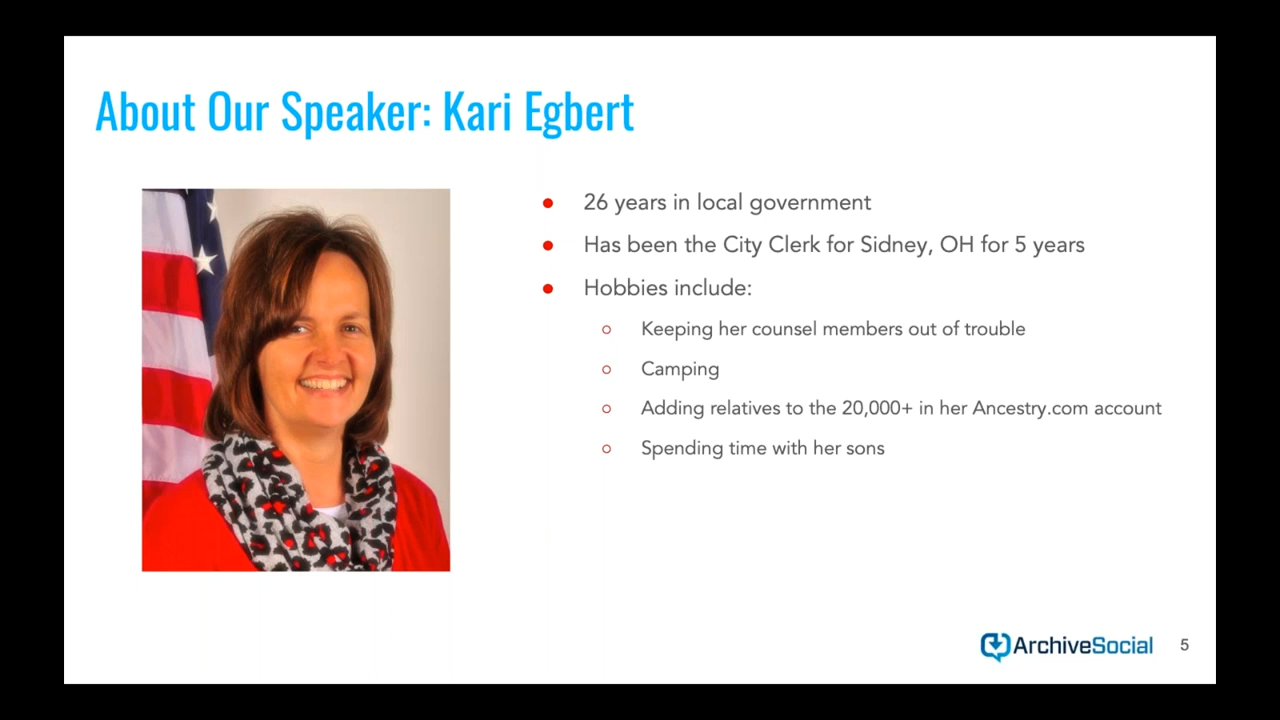 About Our Speaker: Kari Egbert
26 years in local government
Has been the City Clerk for Sidney, OH for 5 years
Hobbies include:
Keeping her counsel members out of trouble
Camping
Adding relatives to the 20,000+ in her Ancestry.com account
Spending time with her sons
ArchiveSocial 5